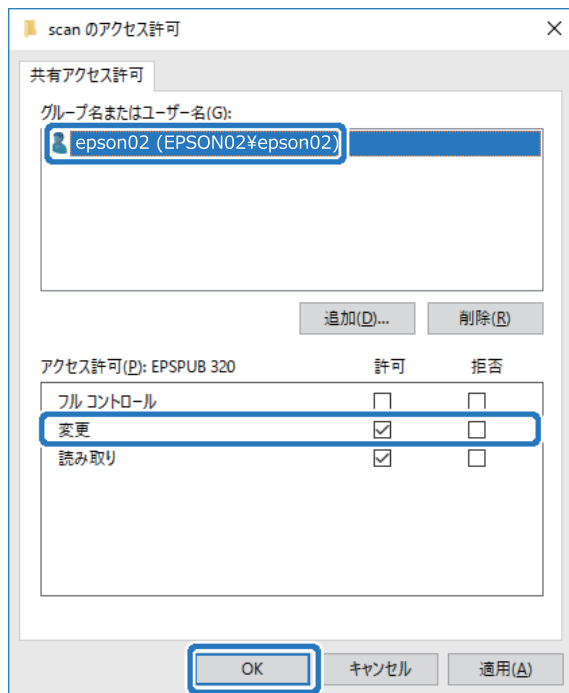 scan のアクセス許可
共有アクセス許可
グループ名またはユーザー名(G):
epson02 (EPSON02¥epson02)
追加(D)... 削除(R)
アクセス許可(P): EPSPUB 320 許可 拒否
フル コントロール
変更
読み取り
OK キャンセル 適用(A)